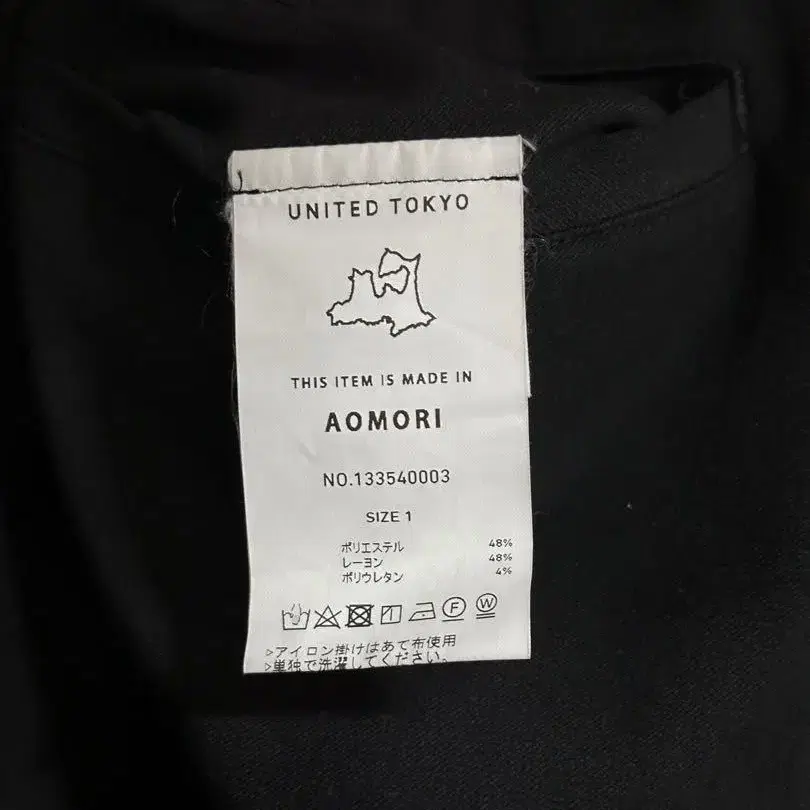 UNITED TOKYO
THIS ITEM IS MADE IN
AOMORI
NO.133540003
SIZE 1
ポリエステル 48%
レーヨン 48%
ポリウレタン 4%
F W
>アイロン掛けはあて布使用
>単独で洗濯してください。